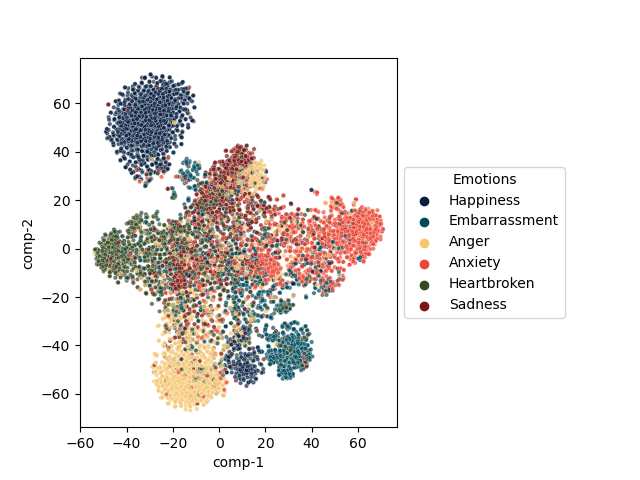 60
40
20
0
−20
−40
−60
comp-2
−60 −40 −20 0 20 40 60
comp-1
Emotions
Happiness
Embarrassment
Anger
Anxiety
Heartbroken
Sadness